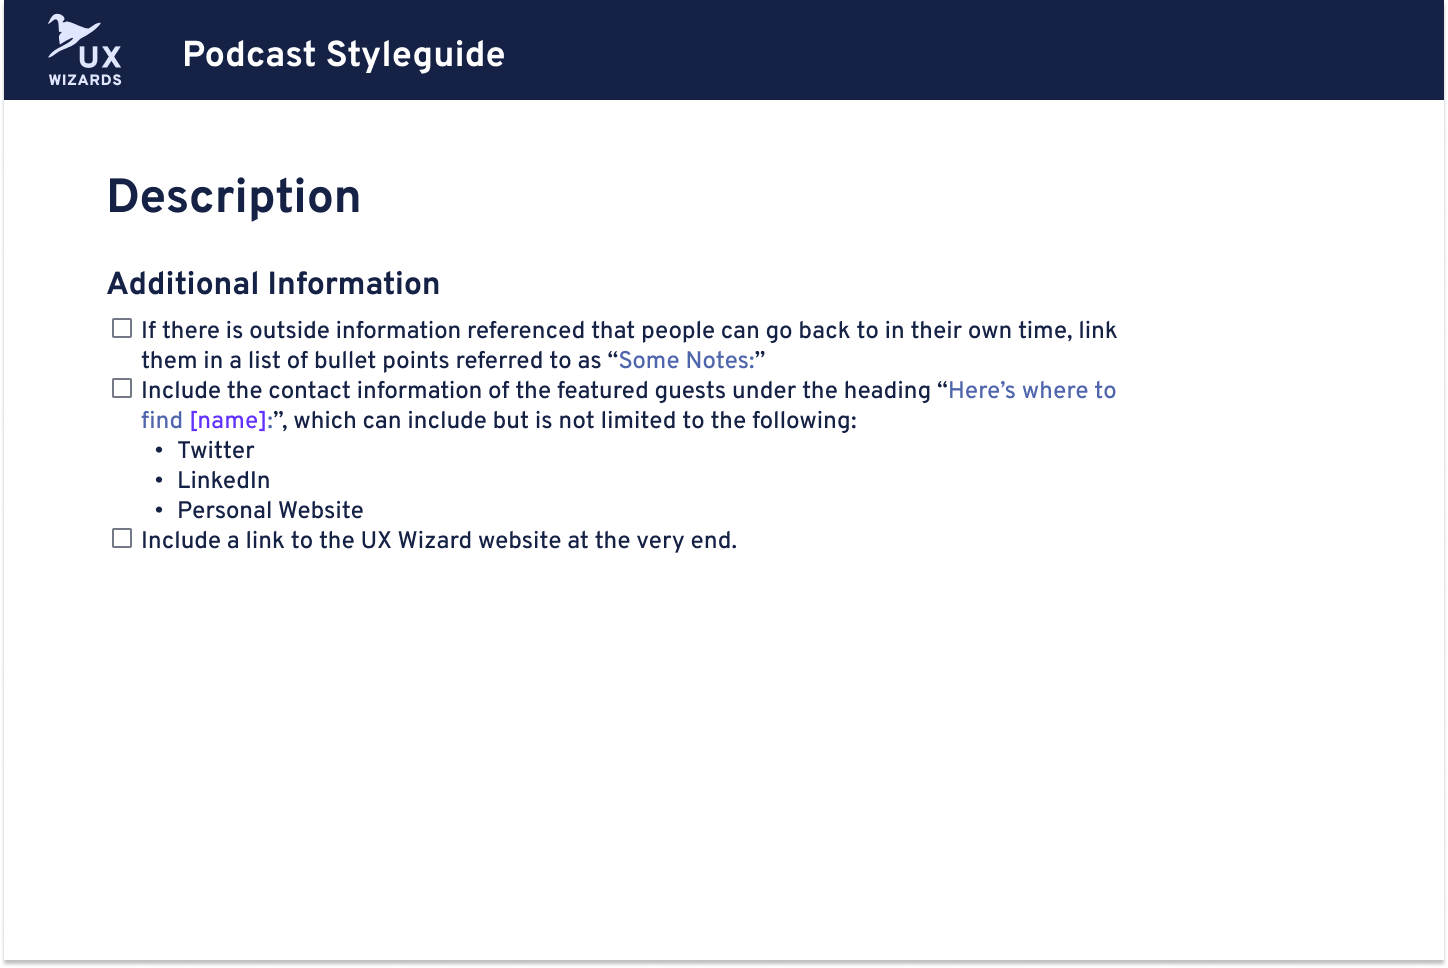 UX
WIZARDS
Podcast Styleguide
Description
Additional Information
If there is outside information referenced that people can go back to in their own time, link
them in a list of bullet points referred to as “Some Notes:”
Include the contact information of the featured guests under the heading “Here’s where to
find [name]:”, which can include but is not limited to the following:
• Twitter
• LinkedIn
• Personal Website
Include a link to the UX Wizard website at the very end.